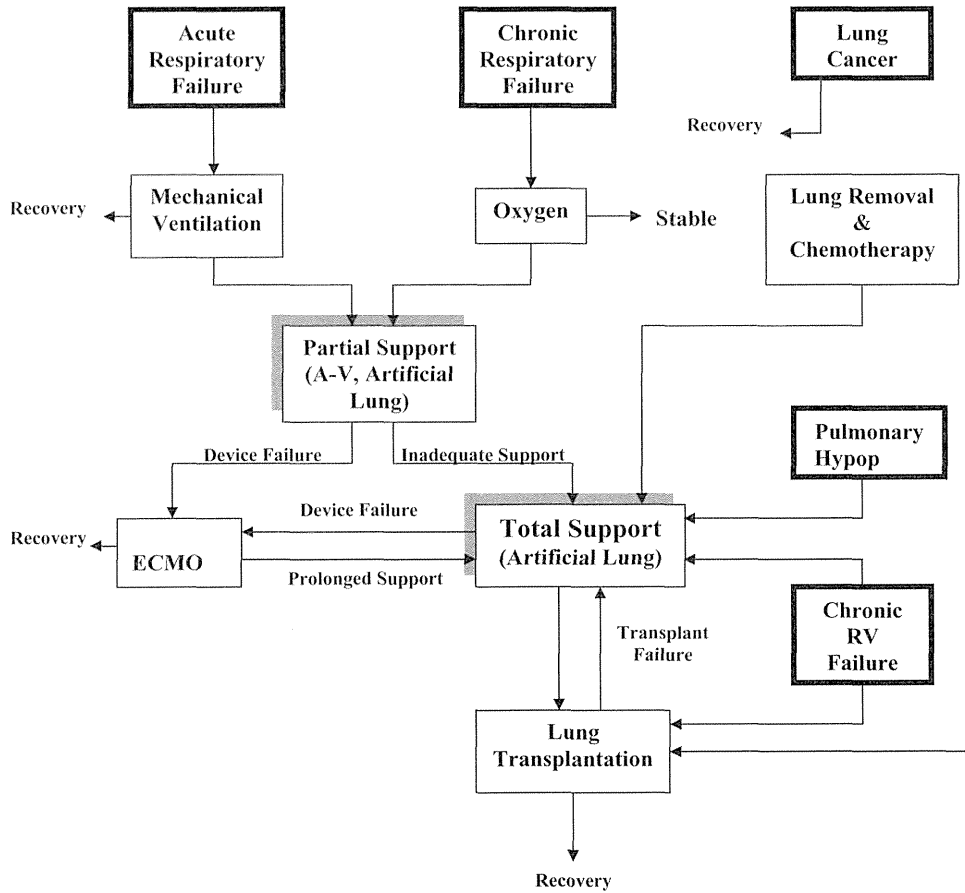 Acute
Respiratory
Failure
Chronic
Respiratory
Failure
Lung
Cancer
Recovery
Recovery
Mechanical
Ventilation
Oxygen
Stable
Lung Removal
&
Chemotherapy
Partial Support
(A-V, Artificial
Lung)
Pulmonary
Hypop
Device Failure
Inadequate Support
Device Failure
Total Support
(Artificial Lung)
Recovery
ECMO
Prolonged Support
Chronic
RV
Failure
Transplant
Failure
Lung
Transplantation
Recovery